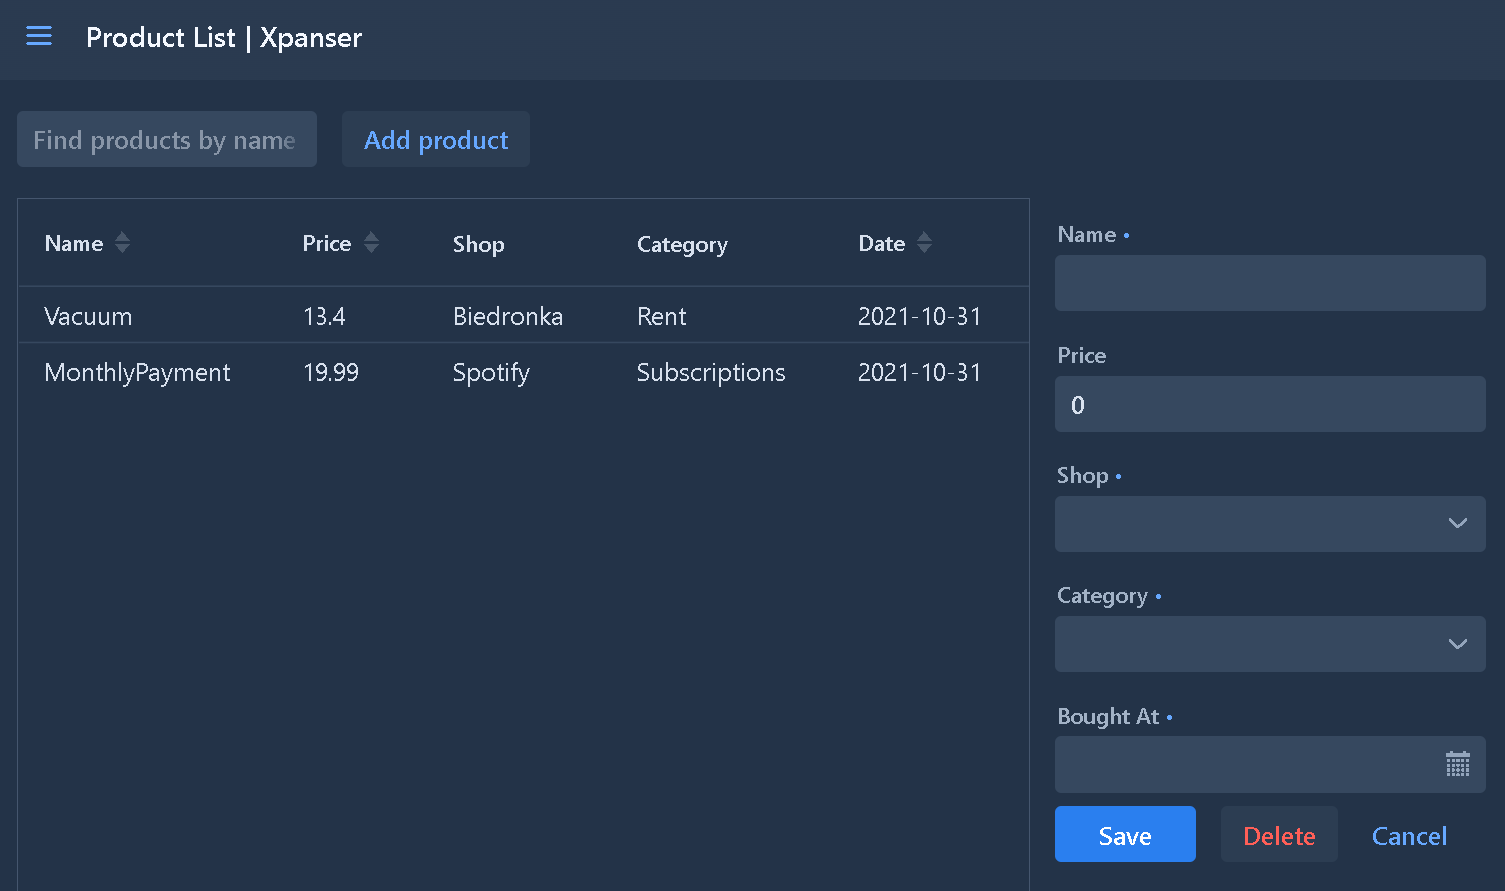 Product List | Xpanser
Find products by name
Add product
Name Price Shop Category Date
Vacuum 13.4 Biedronka Rent 2021-10-31
MonthlyPayment 19.99 Spotify Subscriptions 2021-10-31
Name •
Price
0
Shop •
Category •
Bought At •
Save Delete Cancel